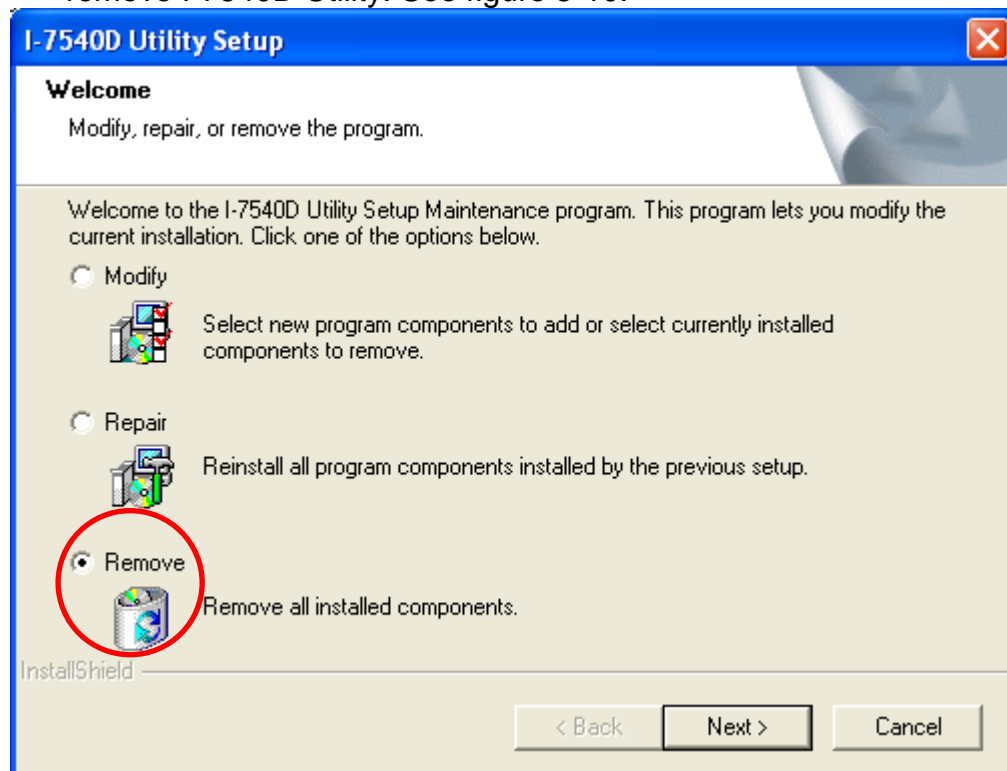 I-7540D Utility Setup
Welcome
Modify, repair, or remove the program.
Welcome to the I-7540D Utility Setup Maintenance program. This program lets you modify the
current installation. Click one of the options below.
Modify
Select new program components to add or select currently installed
components to remove.
Repair
Reinstall all program components installed by the previous setup.
Remove
Remove all installed components.
InstallShield
< Back Next > Cancel